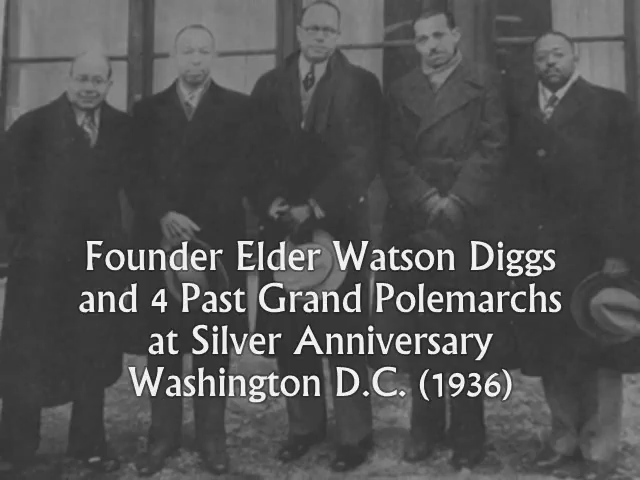 Founder Elder Watson Diggs
and 4 Past Grand Polemarchs
at Silver Anniversary
Washington D.C. (1936)